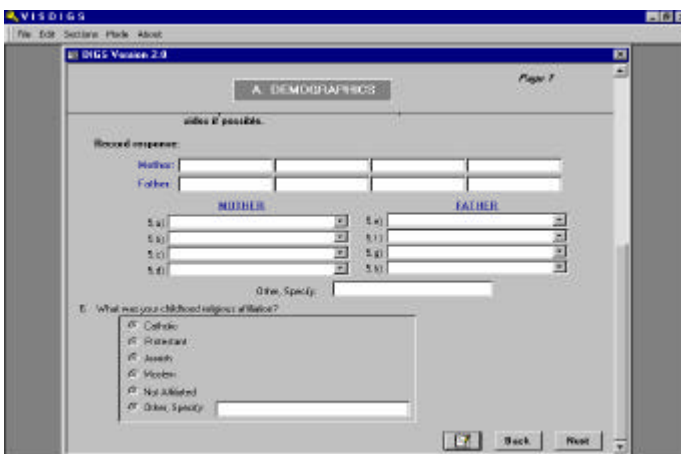 VISDIGS
File Edit Sections Mode About
DIGS Version 2.0
A. DEMOGRAPHICS
Page 1
sides if possible.
Record response:
Mother:
Father:
MOTHER FATHER
5.a) 5.e)
5.b) 5.f)
5.c) 5.g)
5.d) 5.h)
Other, Specify:
6. What was your childhood religious affiliation?
Catholic
Protestant
Jewish
Moslem
Not Affiliated
Other, Specify:
Back Next